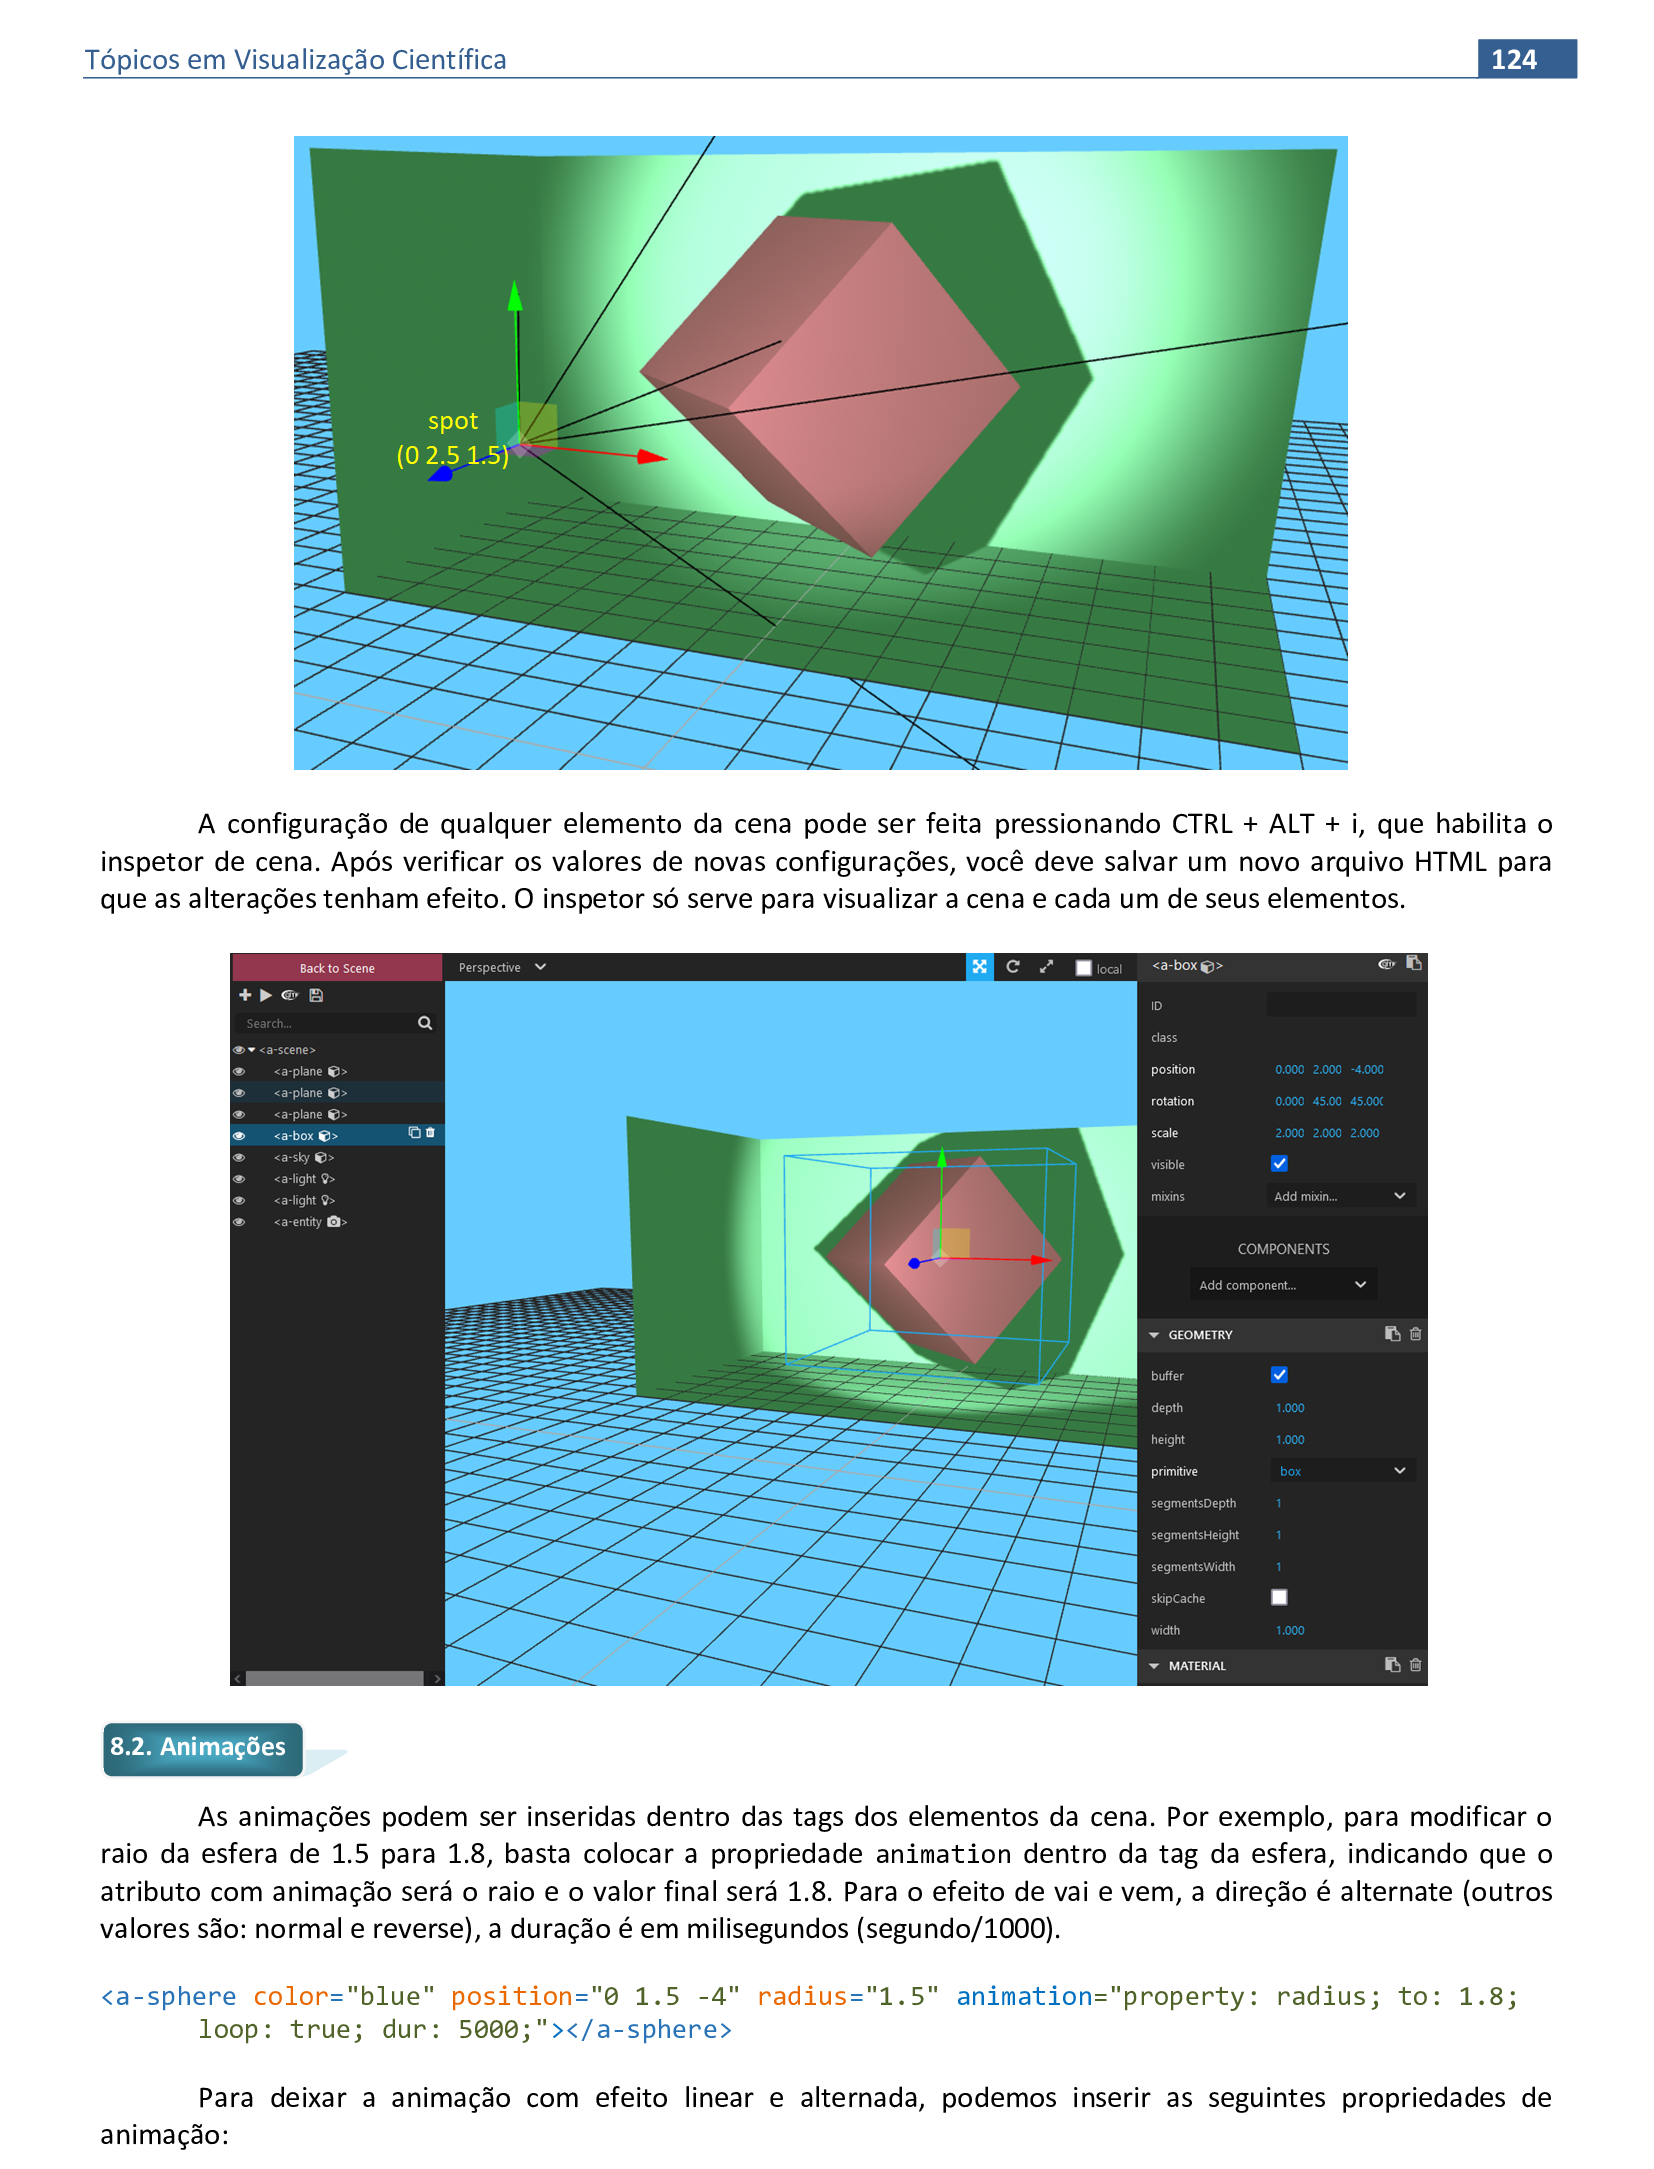 Tópicos em Visualização Científica 124
spot
(0 2.5 1.5)
A configuração de qualquer elemento da cena pode ser feita pressionando CTRL + ALT + i, que habilita o
inspetor de cena. Após verificar os valores de novas configurações, você deve salvar um novo arquivo HTML para
que as alterações tenham efeito. O inspetor só serve para visualizar a cena e cada um de seus elementos.
Back to Scene
Search...
<a-scene>
<a-plane >
<a-plane >
<a-plane >
<a-box >
<a-sky >
<a-light >
<a-light >
<a-entity >
Perspective
local
<a-box >
ID
class
position 0.000 2.000 -4.000
rotation 0.000 45.00 45.000
scale 2.000 2.000 2.000
visible
mixins Add mixin...
COMPONENTS
Add component...
GEOMETRY
buffer
depth 1.000
height 1.000
primitive box
segmentsDepth 1
segmentsHeight 1
segmentsWidth 1
skipCache
width 1.000
MATERIAL
8.2. Animações
As animações podem ser inseridas dentro das tags dos elementos da cena. Por exemplo, para modificar o
raio da esfera de 1.5 para 1.8, basta colocar a propriedade animation dentro da tag da esfera, indicando que o
atributo com animação será o raio e o valor final será 1.8. Para o efeito de vai e vem, a direção é alternate (outros
valores são: normal e reverse), a duração é em milisegundos (segundo/1000).
<a-sphere color="blue" position="0 1.5 -4" radius="1.5" animation="property: radius; to: 1.8;
loop: true; dur: 5000;"></a-sphere>
Para deixar a animação com efeito linear e alternada, podemos inserir as seguintes propriedades de
animação: